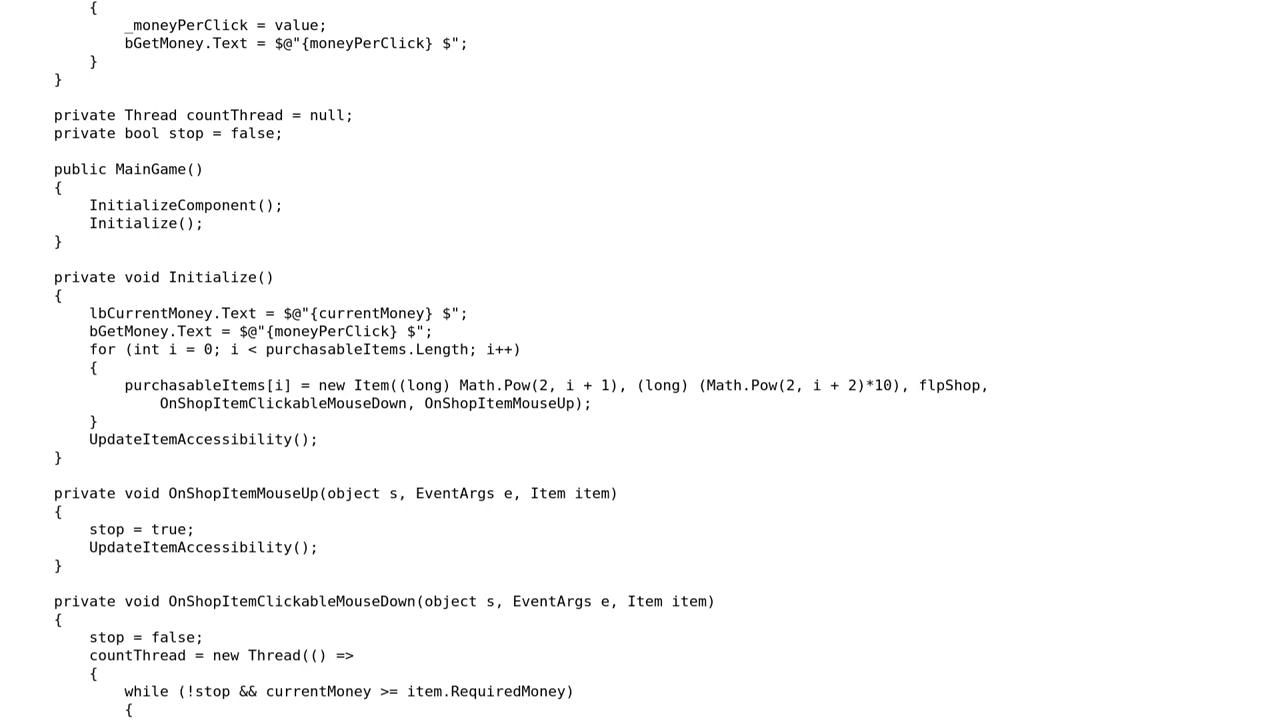 {
_moneyPerClick = value;
bGetMoney.Text = $@"{moneyPerClick} $";
}
}
private Thread countThread = null;
private bool stop = false;
public MainGame()
{
InitializeComponent();
Initialize();
}
private void Initialize()
{
lbCurrentMoney.Text = $@"{currentMoney} $";
bGetMoney.Text = $@"{moneyPerClick} $";
for (int i = 0; i < purchasableItems.Length; i++)
{
purchasableItems[i] = new Item((long) Math.Pow(2, i + 1), (long) (Math.Pow(2, i + 2)*10), flpShop,
OnShopItemClickableMouseDown, OnShopItemMouseUp);
}
UpdateItemAccessibility();
}
private void OnShopItemMouseUp(object s, EventArgs e, Item item)
{
stop = true;
UpdateItemAccessibility();
}
private void OnShopItemClickableMouseDown(object s, EventArgs e, Item item)
{
stop = false;
countThread = new Thread(() =>
{
while (!stop && currentMoney >= item.RequiredMoney)
{